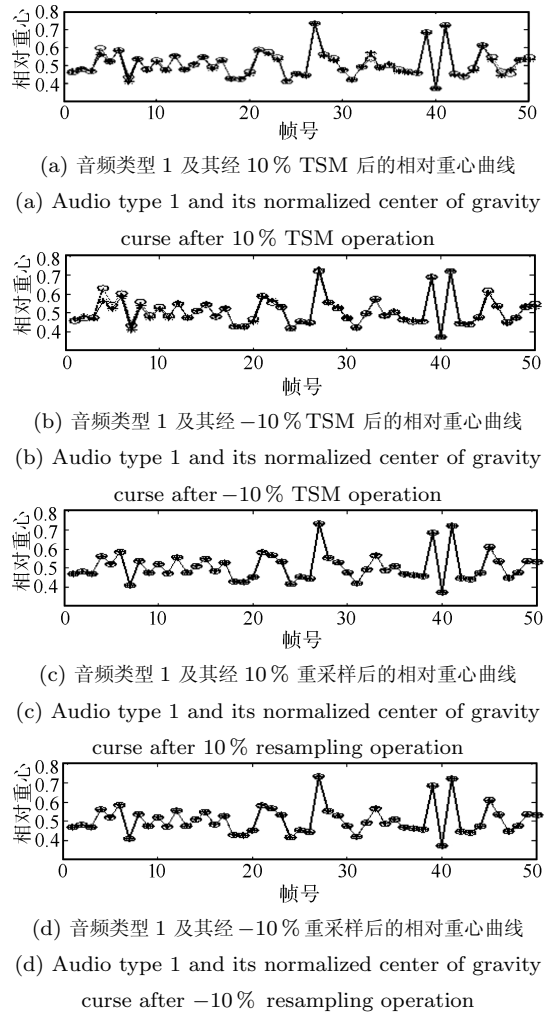 0.8
0.7
0.6
0.5
0.4
相对重心
0 10 20 30 40 50
帧号
(a) 音频类型 1 及其经 10 % TSM 后的相对重心曲线
(a) Audio type 1 and its normalized center of gravity
curse after 10 % TSM operation
0.8
0.7
0.6
0.5
0.4
相对重心
0 10 20 30 40 50
帧号
(b) 音频类型 1 及其经 −10 % TSM 后的相对重心曲线
(b) Audio type 1 and its normalized center of gravity
curse after −10 % TSM operation
0.8
0.7
0.6
0.5
0.4
相对重心
0 10 20 30 40 50
帧号
(c) 音频类型 1 及其经 10 % 重采样后的相对重心曲线
(c) Audio type 1 and its normalized center of gravity
curse after 10 % resampling operation
0.8
0.7
0.6
0.5
0.4
相对重心
0 10 20 30 40 50
帧号
(d) 音频类型 1 及其经 −10 % 重采样后的相对重心曲线
(d) Audio type 1 and its normalized center of gravity
curse after −10 % resampling operation